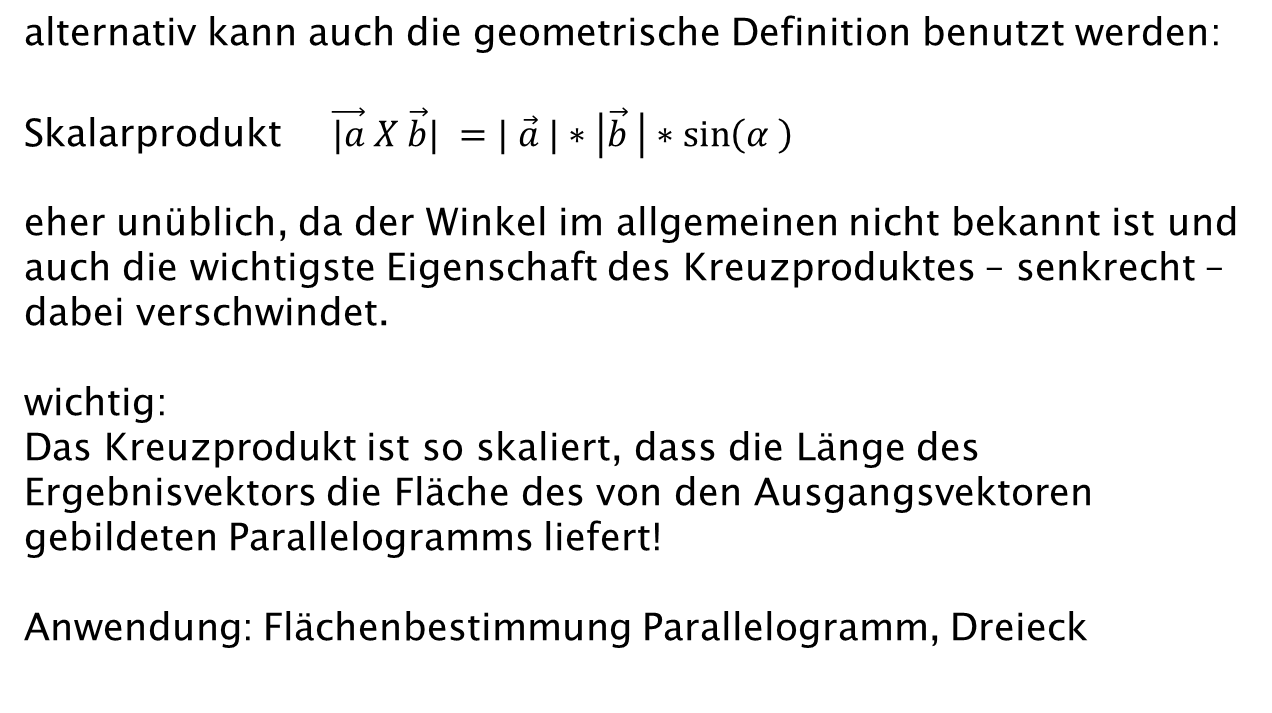 alternativ kann auch die geometrische Definition benutzt werden:
Skalarprodukt |a⃗ X b⃗| = | a⃗ | ∗ |b⃗ | ∗ sin(α )
eher unüblich, da der Winkel im allgemeinen nicht bekannt ist und
auch die wichtigste Eigenschaft des Kreuzproduktes – senkrecht –
dabei verschwindet.
wichtig:
Das Kreuzprodukt ist so skaliert, dass die Länge des
Ergebnisvektors die Fläche des von den Ausgangsvektoren
gebildeten Parallelogramms liefert!
Anwendung: Flächenbestimmung Parallelogramm, Dreieck